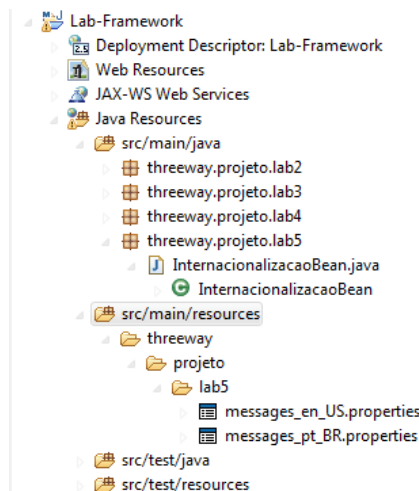 Lab-Framework
Deployment Descriptor: Lab-Framework
Web Resources
JAX-WS Web Services
Java Resources
src/main/java
threeway.projeto.lab2
threeway.projeto.lab3
threeway.projeto.lab4
threeway.projeto.lab5
InternacionalizacaoBean.java
InternacionalizacaoBean
src/main/resources
threeway
projeto
lab5
messages_en_US.properties
messages_pt_BR.properties
src/test/java
src/test/resources